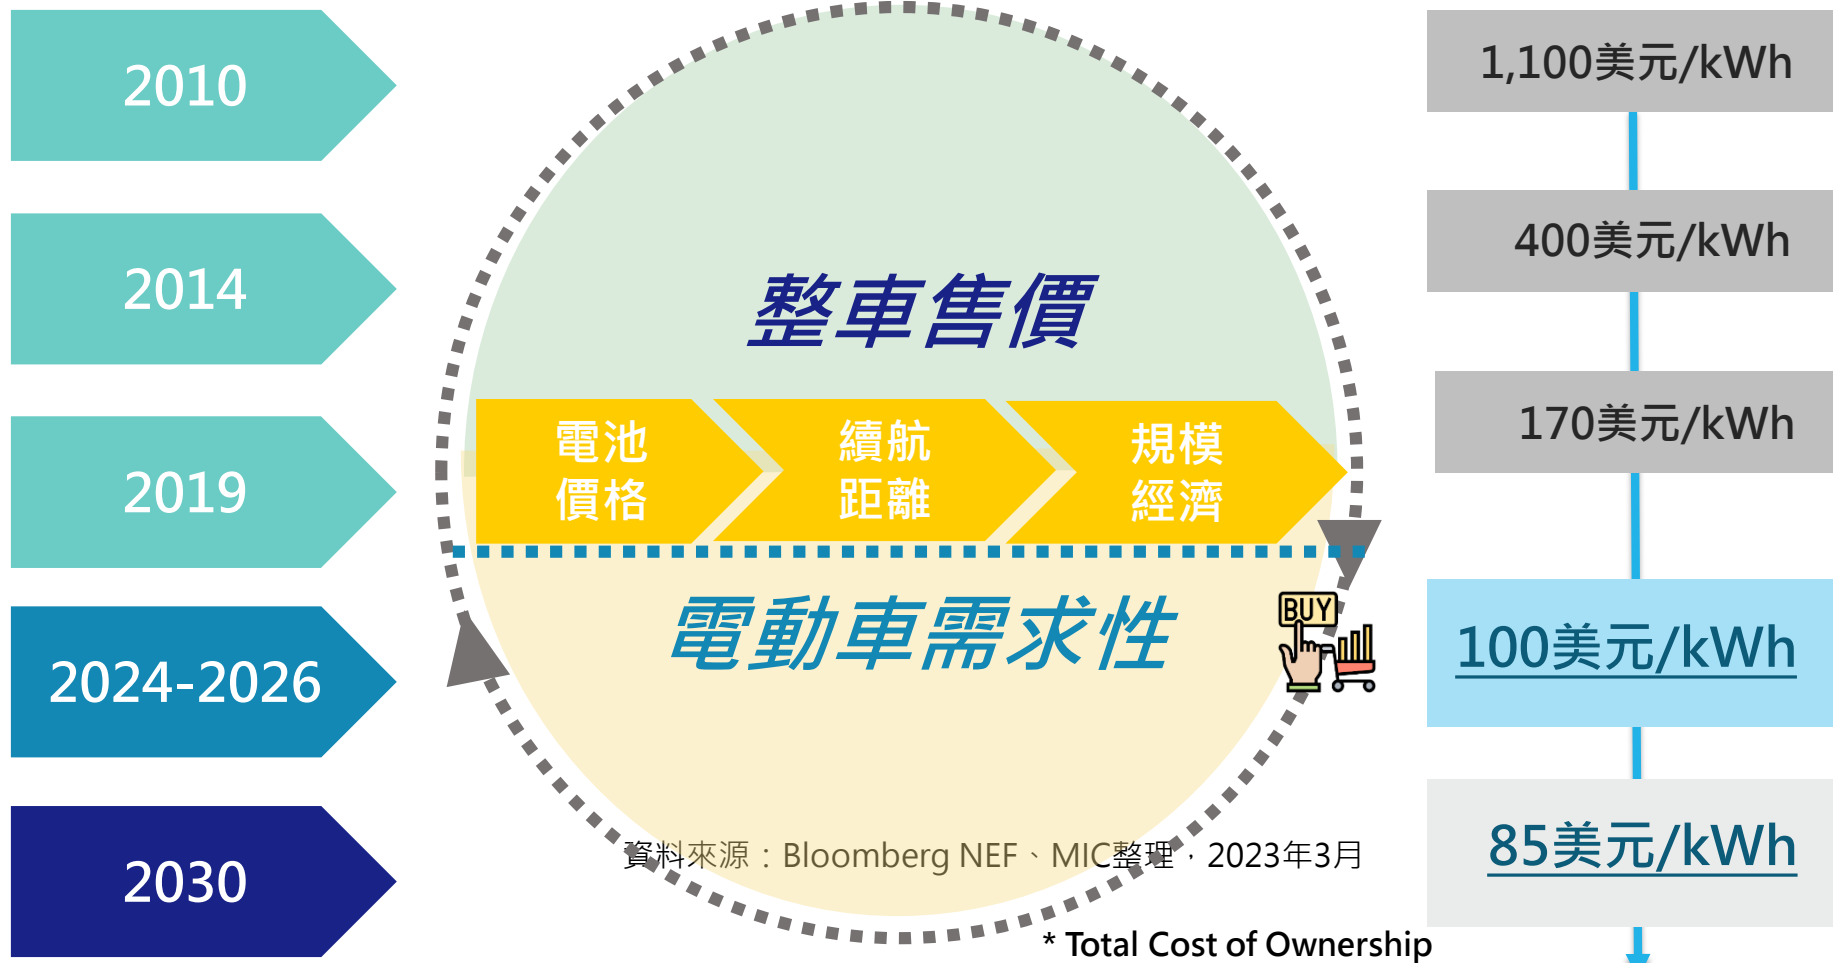 2010
2014
2019
2024-2026
2030
整車售價
電池
價格
續航
距離
規模
經濟
電動車需求性
BUY
資料來源：Bloomberg NEF、MIC整理，2023年3月
* Total Cost of Ownership
1,100美元/kWh
400美元/kWh
170美元/kWh
100美元/kWh
85美元/kWh